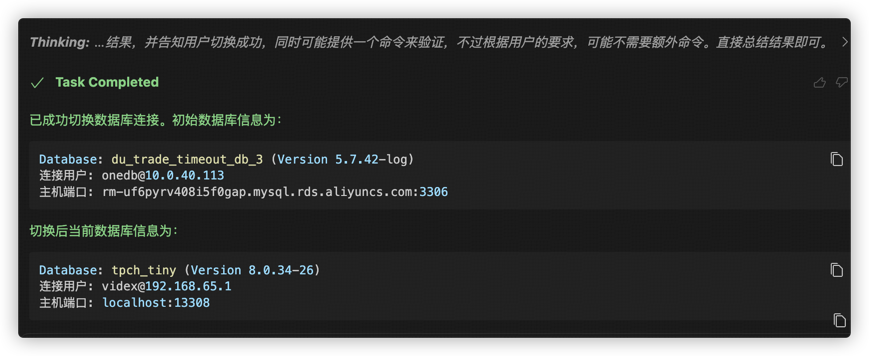 Thinking: ...结果，并告知用户切换成功，同时可能提供一个命令来验证，不过根据用户的要求，可能不需要额外命令。直接总结结果即可。
Task Completed
已成功切换数据库连接。初始数据库信息为：
Database: du_trade_timeout_db_3 (Version 5.7.42-log)
连接用户: onedb@10.0.40.113
主机端口: rm-uf6pyrv408i5f0gap.mysql.rds.aliyuncs.com:3306
切换后当前数据库信息为：
Database: tpch_tiny (Version 8.0.34-26)
连接用户: videx@192.168.65.1
主机端口: localhost:13308